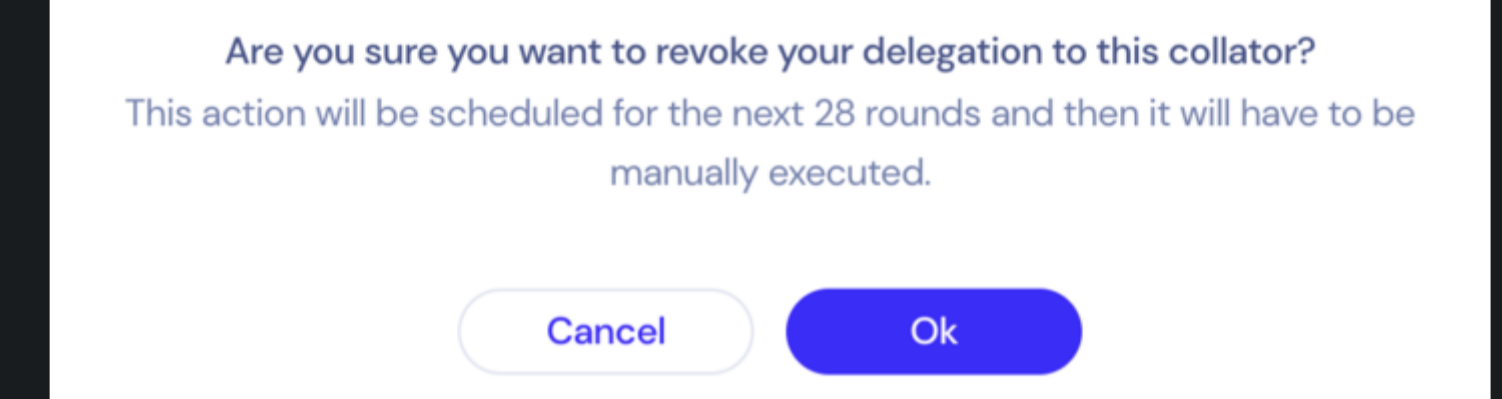 Are you sure you want to revoke your delegation to this collator?
This action will be scheduled for the next 28 rounds and then it will have to be
manually executed.
Cancel
Ok